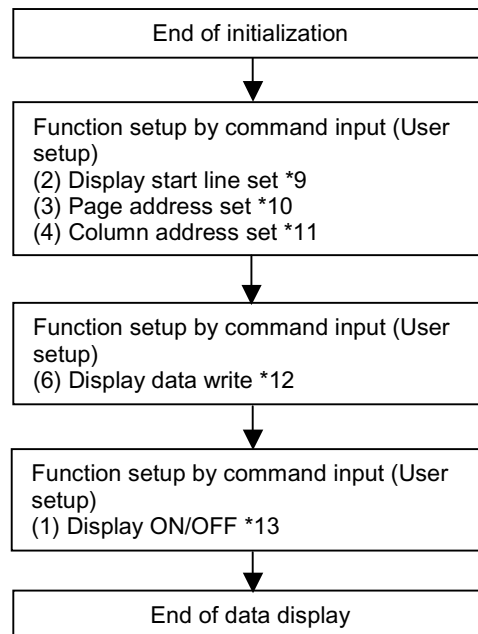 End of initialization
Function setup by command input (User
setup)
(2) Display start line set *9
(3) Page address set *10
(4) Column address set *11
Function setup by command input (User
setup)
(6) Display data write *12
Function setup by command input (User
setup)
(1) Display ON/OFF *13
End of data display